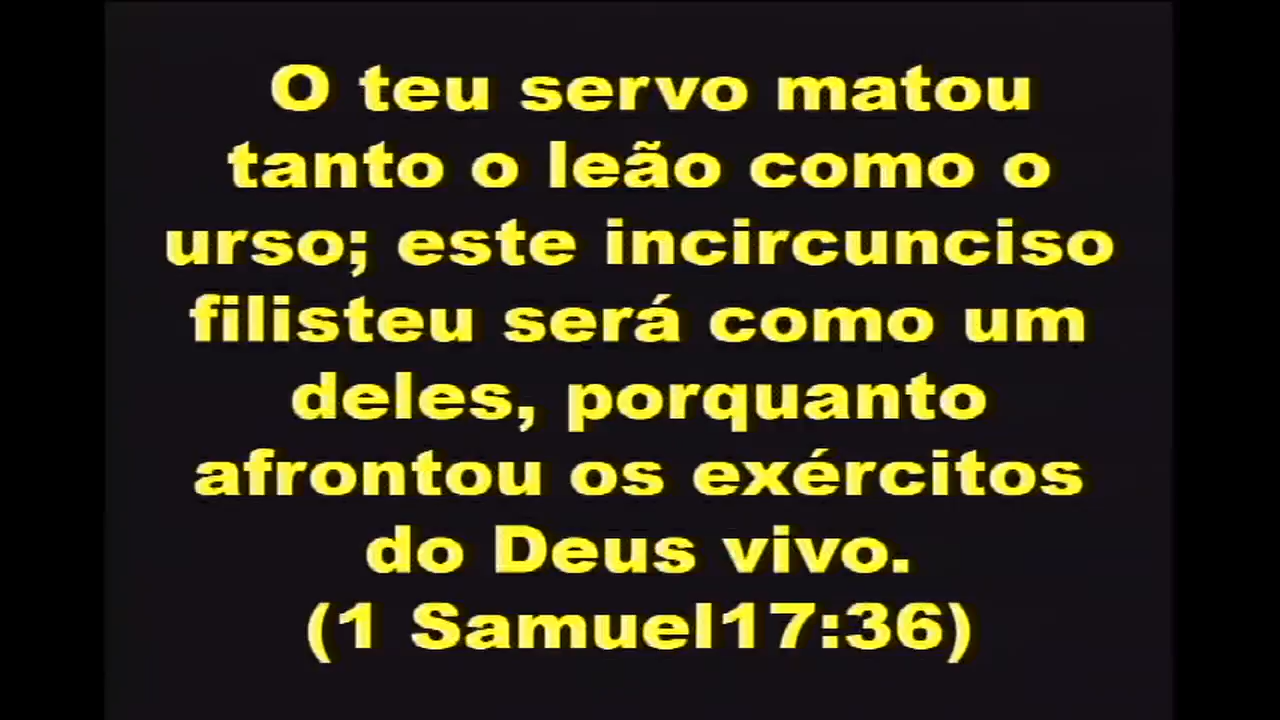 O teu servo matou
tanto o leão como o
urso; este incircunciso
filisteu será como um
deles, porquanto
afrontou os exércitos
do Deus vivo.
(1 Samuel17:36)